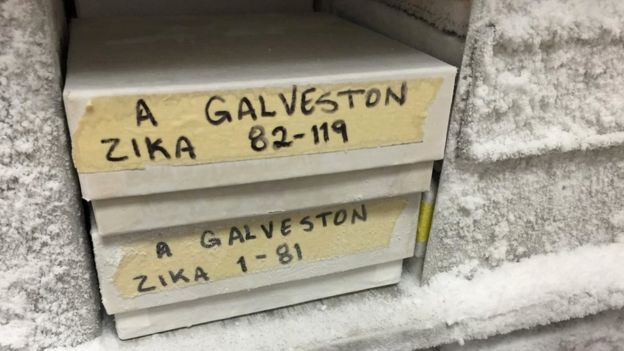 A GALVESTON
ZIKA 82-119
A GALVESTON
ZIKA 1-81